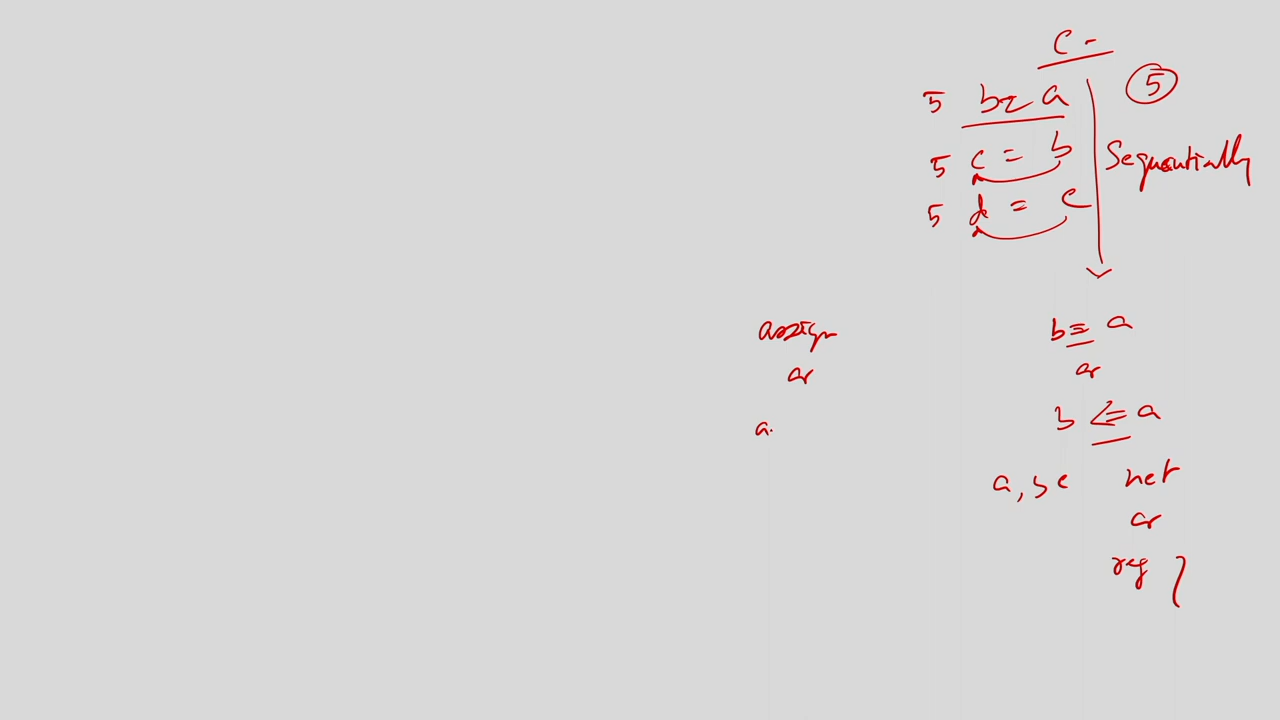 c -
5 b = a
5 c = b
5 d = c
5
Sequentially
assign
or
a.
b = a
or
b <= a
a, b c net
or
reg